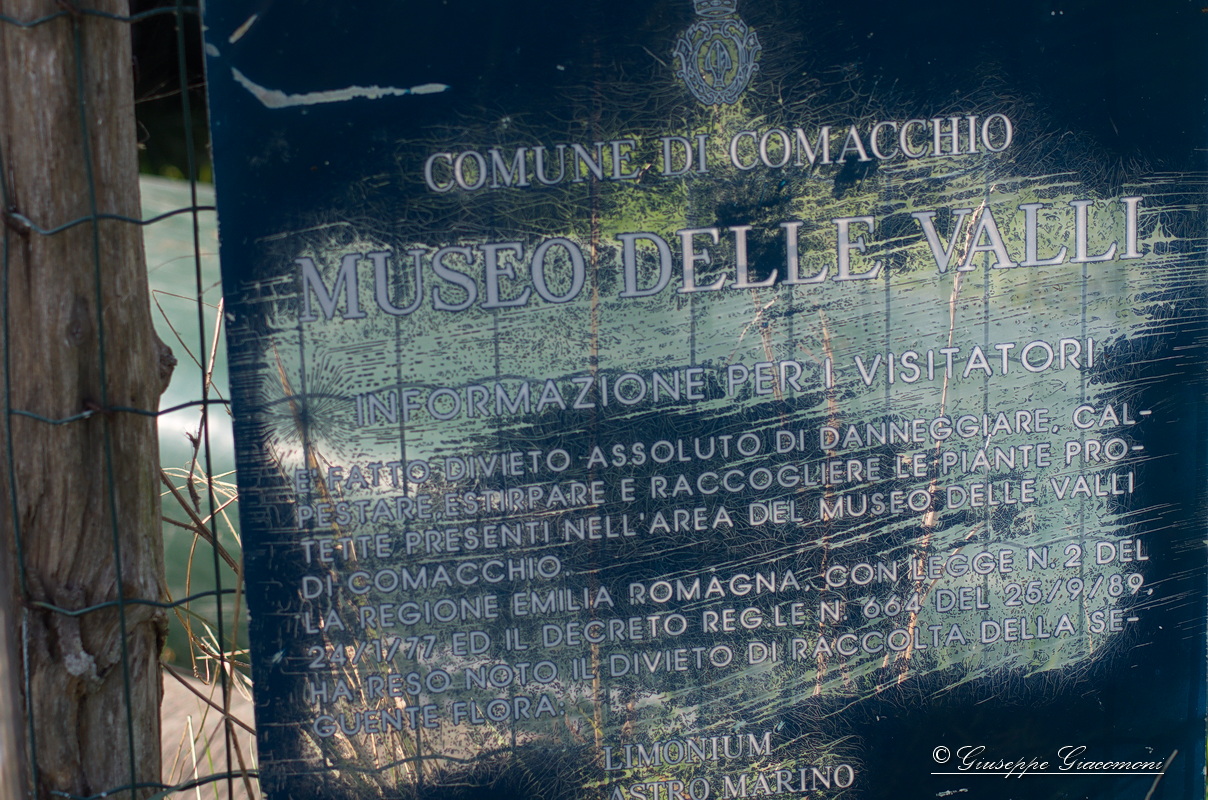 COMUNE DI COMACCHIO
MUSEO DELLE VALLI
INFORMAZIONE PER I VISITATORI
E FATTO DIVIETO ASSOLUTO DI DANNEGGIARE, CAL-
PESTARE ESTIRPARE E RACCOGLIERE LE PIANTE PRO-
TETTE PRESENTI NELL'AREA DEL MUSEO DELLE VALLI
DI COMACCHIO.
LA REGIONE EMILIA ROMAGNA, CON LEGGE N. 2 DEL
24/1/77 ED IL DECRETO REG.LE N. 664 DEL 25/9/89,
HA RESO NOTO IL DIVIETO DI RACCOLTA DELLA SE-
GUENTE FLORA:
LIMONIUM
ASTRO MARINO
© Giuseppe Giacomoni